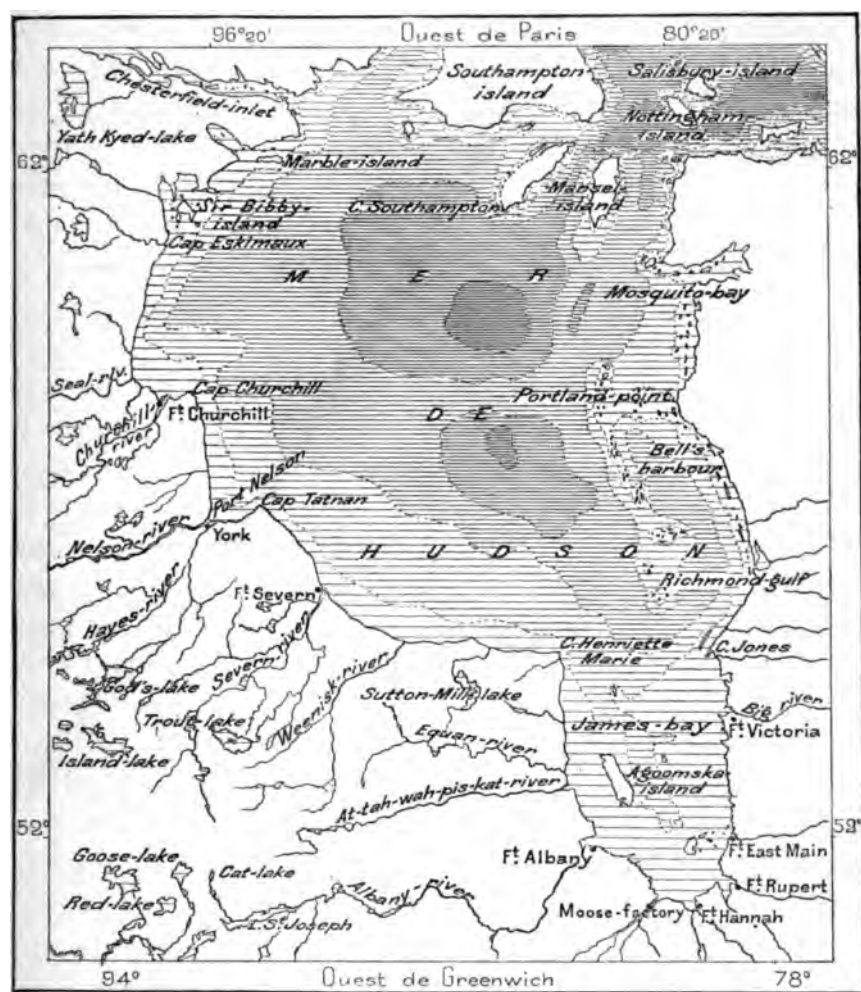 96°20' Ouest de Paris 80°20'
Southampton-island
Salisbury-island
Chesterfield-inlet
Nottingham-island
Yath Kyed-lake
62° 62°
Marble-island
Mansel-island
Sir Bibby-island
C. Southampton
Cap Eskimaux
MER
Mosquito-bay
Seal-riv.
Cap Churchill
Ft Churchill
Churchill-river
Portland-point
DE
Bell's harbour
Port Nelson
Cap Tatnan
Nelson-river
York
HUDSON
Richmond-gulf
Hayes-river
Ft Severn
Severn-river
C. Henriette Marie
C. Jones
God's-lake
Weenisk-river
Sutton-Mill-lake
Big river
Trout-lake
James-bay
Ft Victoria
Island-lake
Equan-river
Agoomska-island
At-tah-wah-pis-kat-river
52° 52°
Goose-lake
Cat-lake
Ft Albany
Ft East Main
Red-lake
Albany-river
Ft Rupert
L. St Joseph
Moose-factory
Ft Hannah
94° Ouest de Greenwich 78°